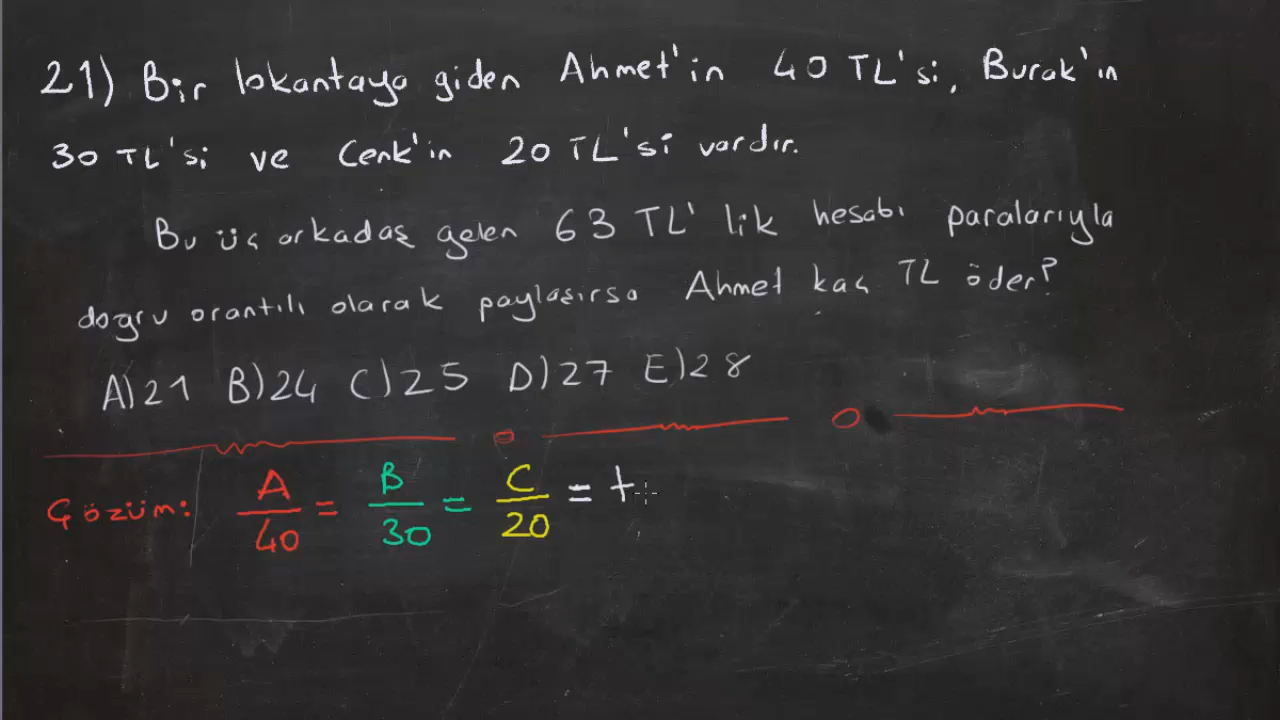 21) Bir lokantaya giden Ahmet'in 40 TL'si, Burak'ın
30 TL'si ve Cenk'in 20 TL'si vardır.
Bu üç arkadaş gelen 63 TL'lik hesabı paralarıyla
doğru orantılı olarak paylaşırsa Ahmet kaç TL öder?
A) 21 B) 24 C) 25 D) 27 E) 28
Çözüm: A/40 = B/30 = C/20 = t